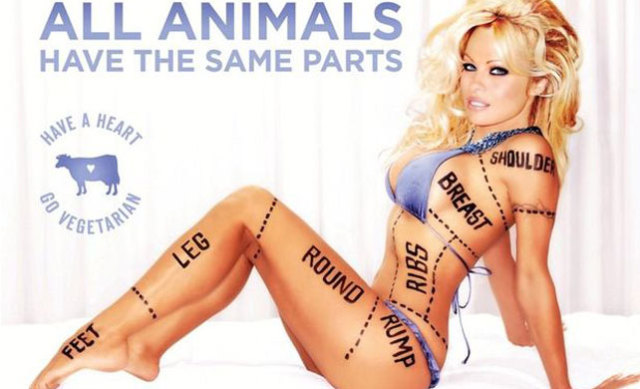 ALL ANIMALS
HAVE THE SAME PARTS
HAVE A HEART
GO VEGETARIAN
SHOULDER
BREAST
RIBS
LEG
ROUND
RUMP
FEET